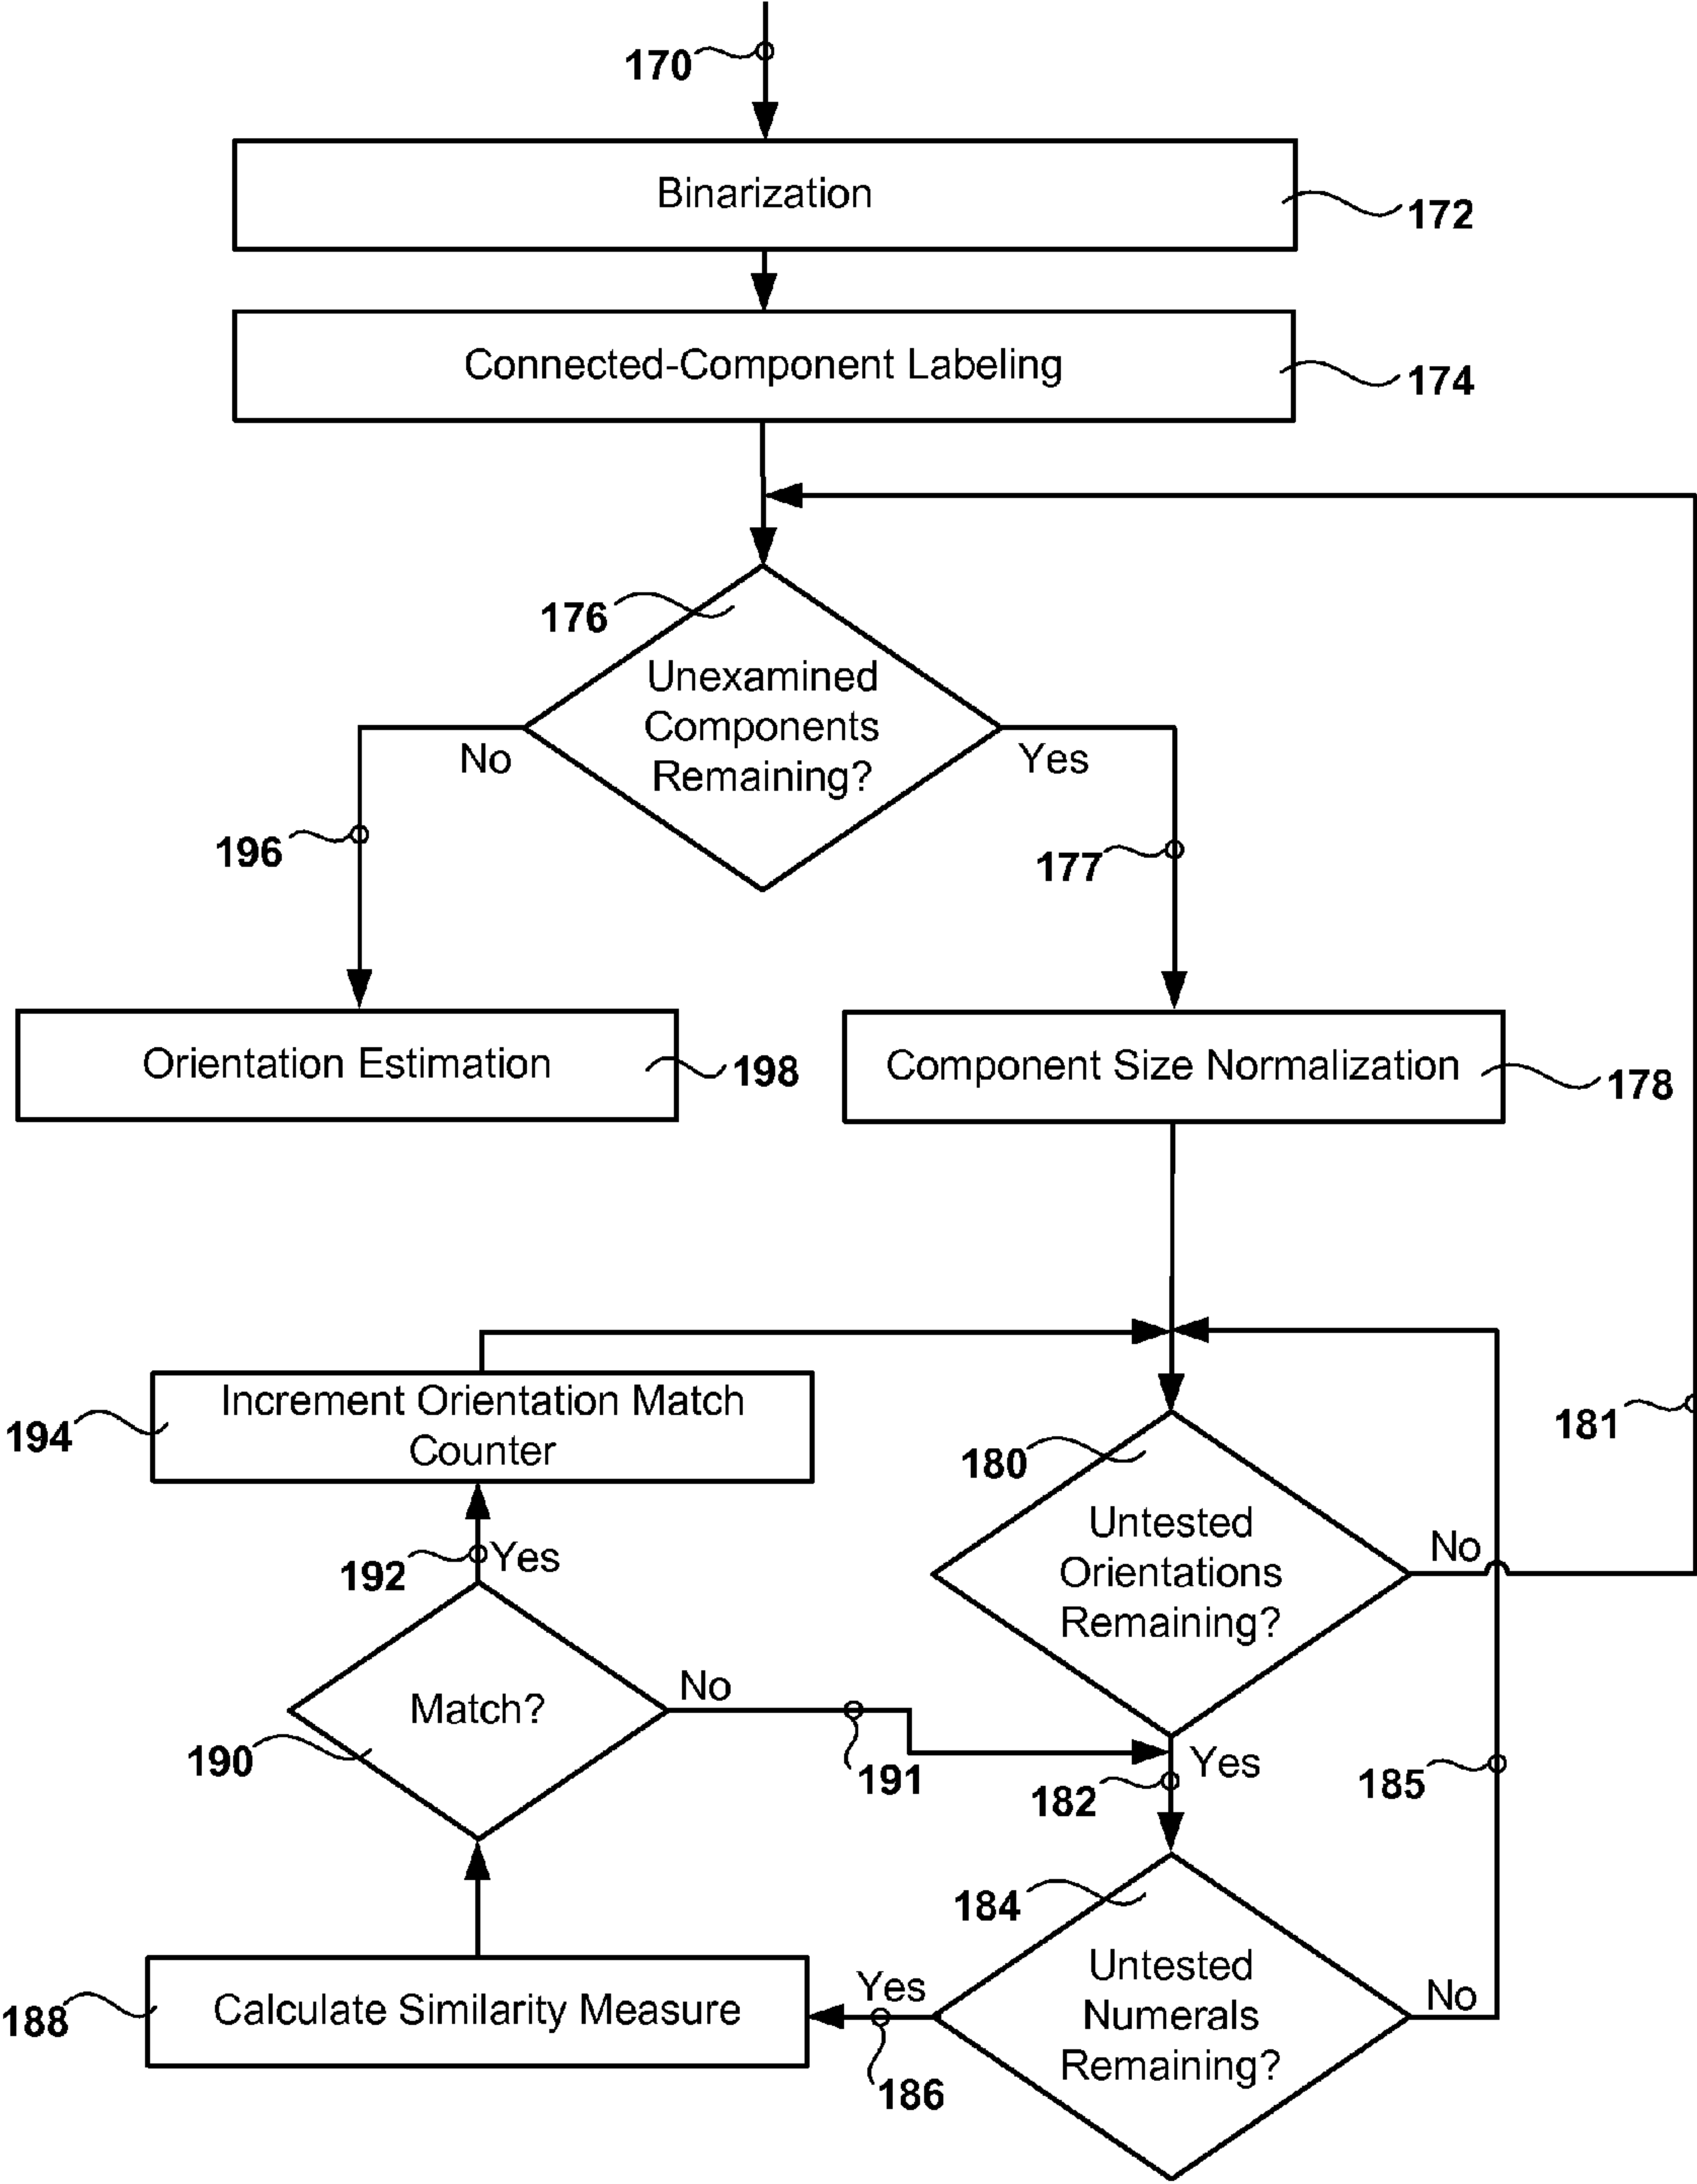 170
Binarization
172
Connected-Component Labeling
174
176
Unexamined
Components
Remaining?
No
Yes
196
177
Orientation Estimation
198
Component Size Normalization
178
Increment Orientation Match
Counter
194
181
180
Untested
Orientations
Remaining?
No
192
Yes
Match?
No
190
191
Yes
182
185
184
Untested
Numerals
Remaining?
No
Yes
186
Calculate Similarity Measure
188